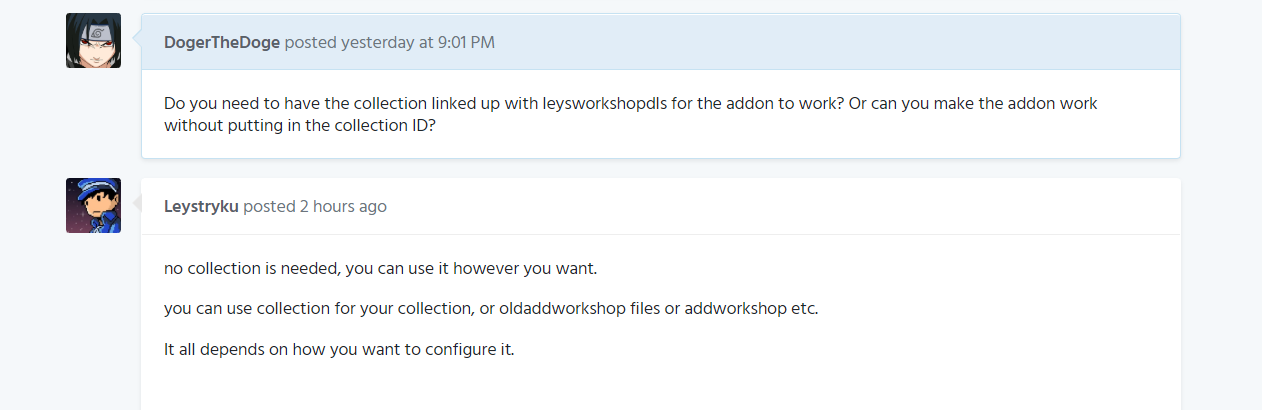 DogerTheDoge posted yesterday at 9:01 PM
Do you need to have the collection linked up with leysworkshopdls for the addon to work? Or can you make the addon work
without putting in the collection ID?
Leystryku posted 2 hours ago
no collection is needed, you can use it however you want.
you can use collection for your collection, or oldaddworkshop files or addworkshop etc.
It all depends on how you want to configure it.